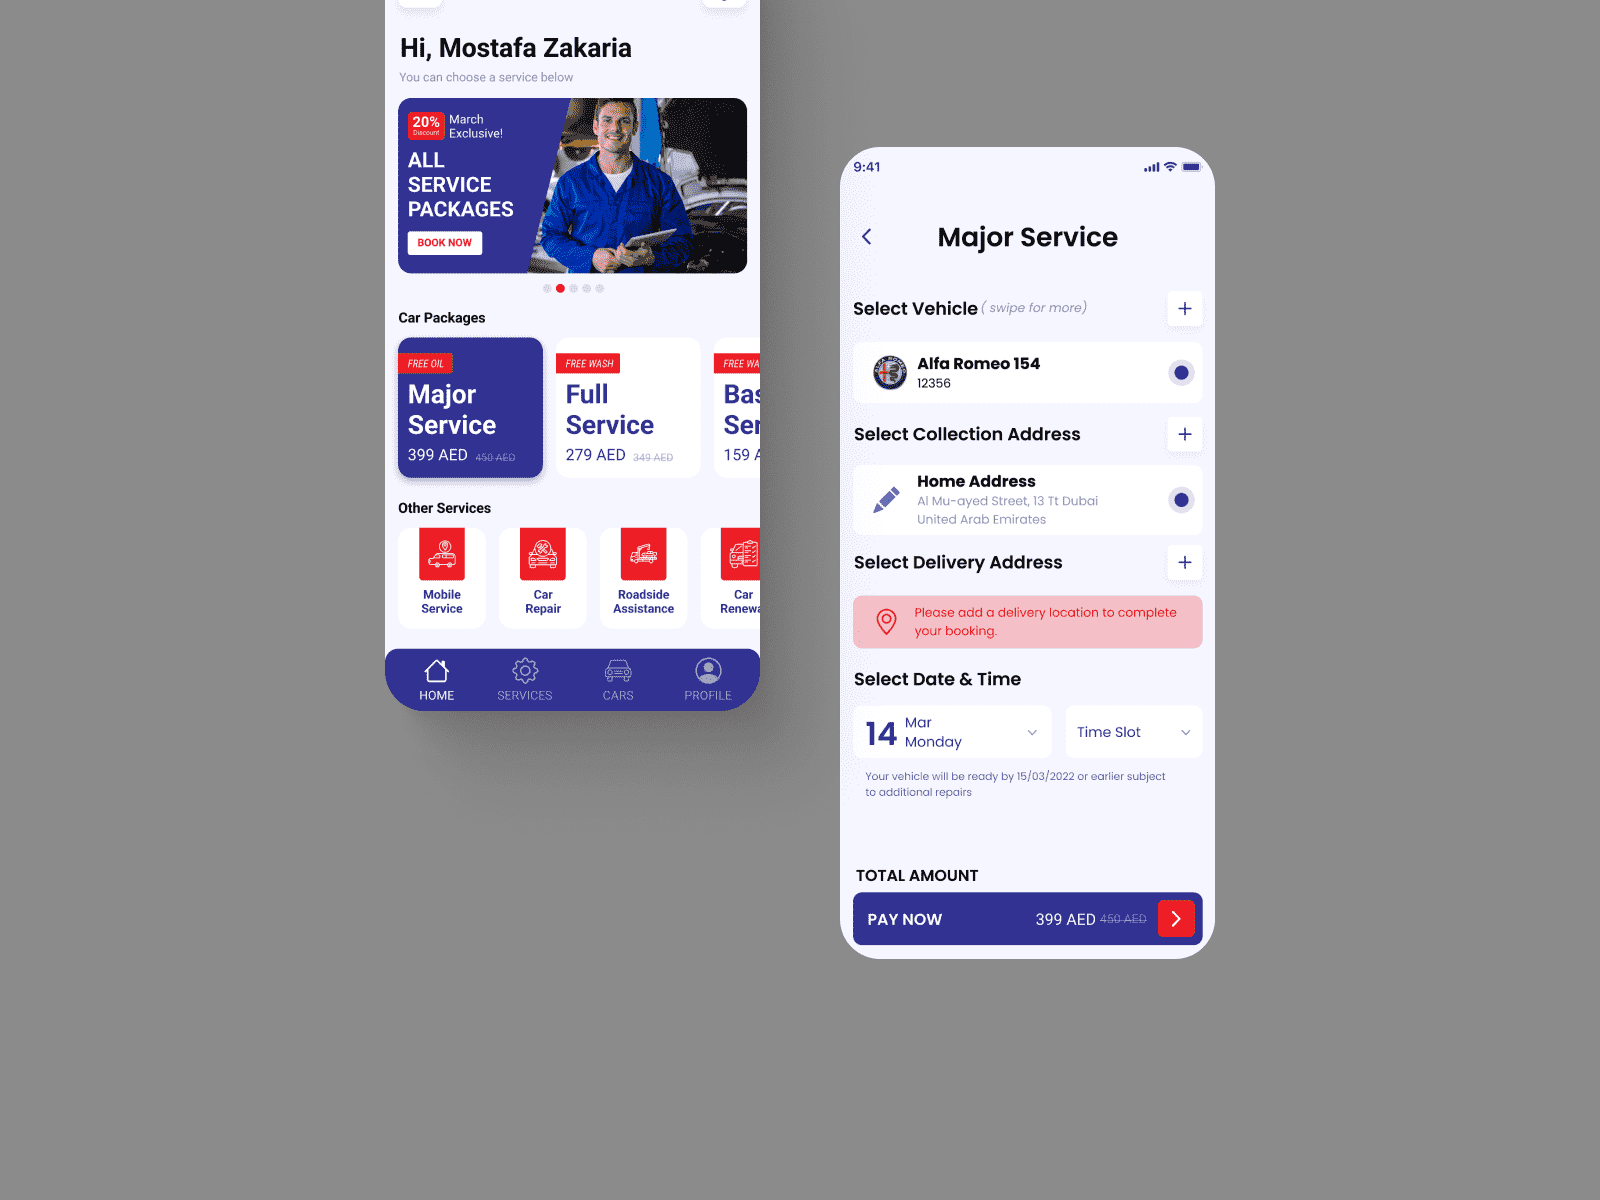 Hi, Mostafa Zakaria
You can choose a service below
20%
Discount
March
Exclusive!
ALL
SERVICE
PACKAGES
BOOK NOW
Car Packages
FREE OIL
Major
Service
399 AED 450 AED
FREE WASH
Full
Service
279 AED 349 AED
FREE WA
Bas
Ser
159 A
Other Services
Mobile
Service
Car
Repair
Roadside
Assistance
Car
Renewa
HOME
SERVICES
CARS
PROFILE
9:41
Major Service
Select Vehicle ( swipe for more)
Alfa Romeo 154
12356
Select Collection Address
Home Address
Al Mu-ayed Street, 13 Tt Dubai
United Arab Emirates
Select Delivery Address
Please add a delivery location to complete
your booking.
Select Date & Time
14
Mar
Monday
Time Slot
Your vehicle will be ready by 15/03/2022 or earlier subject
to additional repairs
TOTAL AMOUNT
PAY NOW 399 AED 450 AED